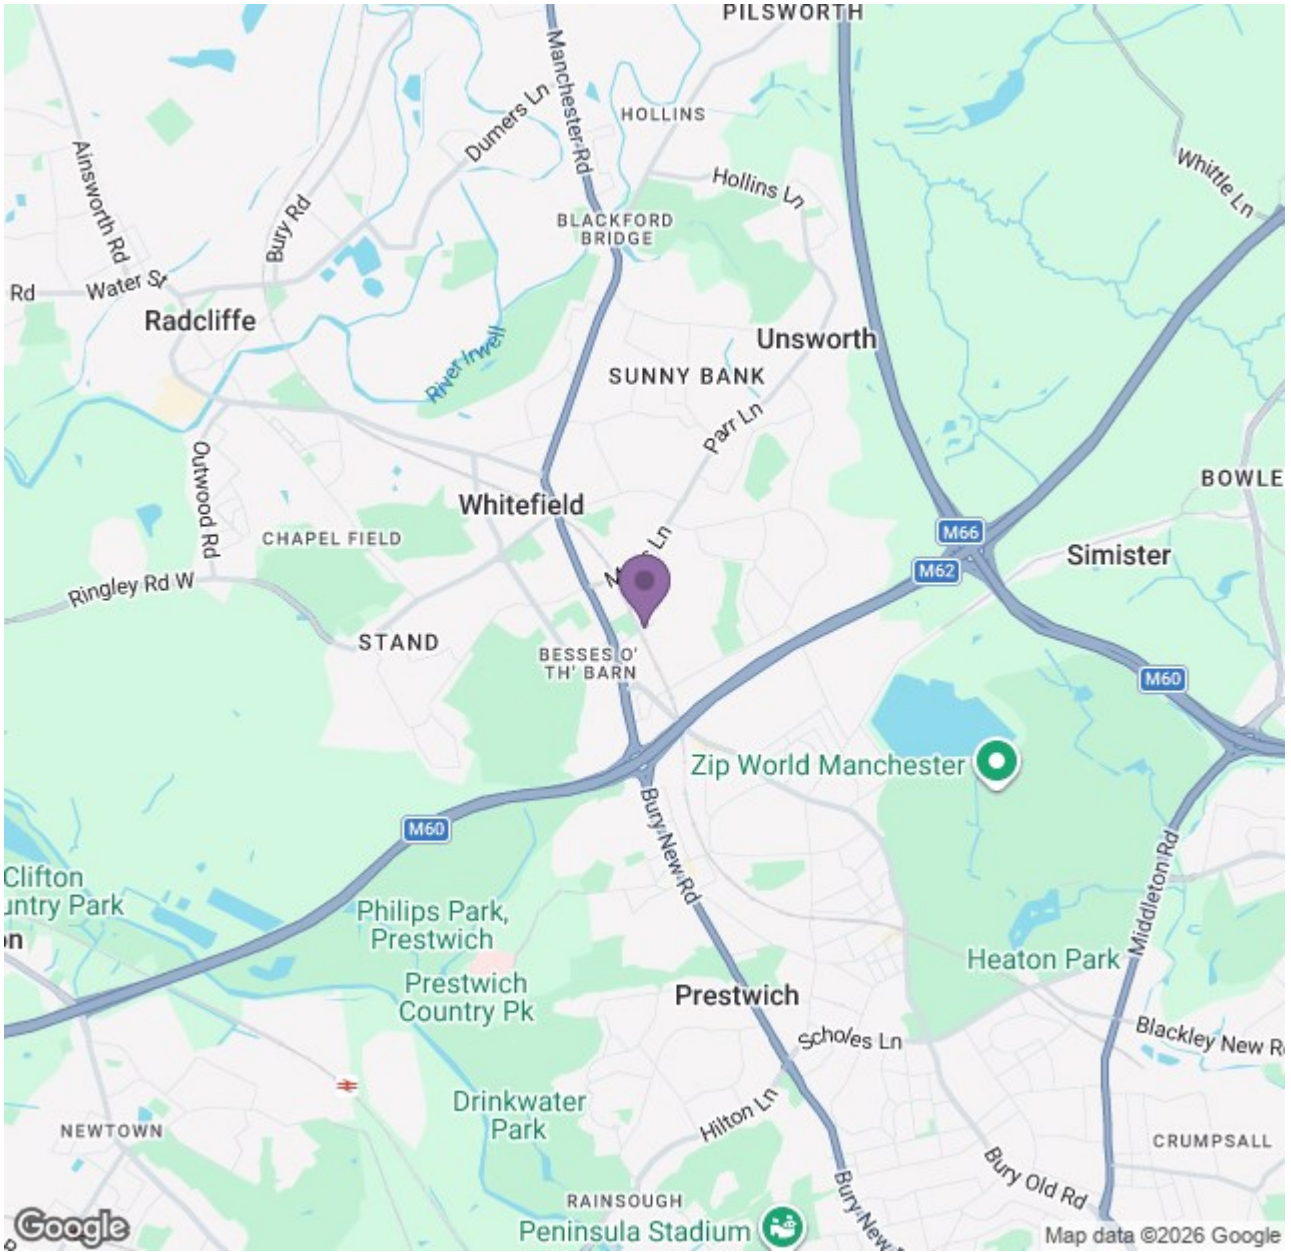 PILSWORTH
Manchester Rd
Dumers Ln
HOLLINS
Ainsworth Rd
Whittle Ln
Hollins Ln
Bury Rd
BLACKFORD
BRIDGE
Rd
Water St
Radcliffe
Unsworth
River Irwell
SUNNY BANK
Parr Ln
Outwood Rd
BOWLE
Whitefield
M66
CHAPEL FIELD
Ln
Simister
M62
Ringley Rd W
STAND
BESSES O'
TH' BARN
M60
Zip World Manchester
Bury New Rd
M60
Middleton Rd
Clifton
untry Park
Philips Park,
Prestwich
on
Heaton Park
Prestwich
Country Pk
Prestwich
Scholes Ln
Blackley New R
Drinkwater
Park
Hilton Ln
NEWTOWN
CRUMPSALL
Bury Old Rd
Bury New
RAINSOUGH
Peninsula Stadium
Google
Map data ©2026 Google